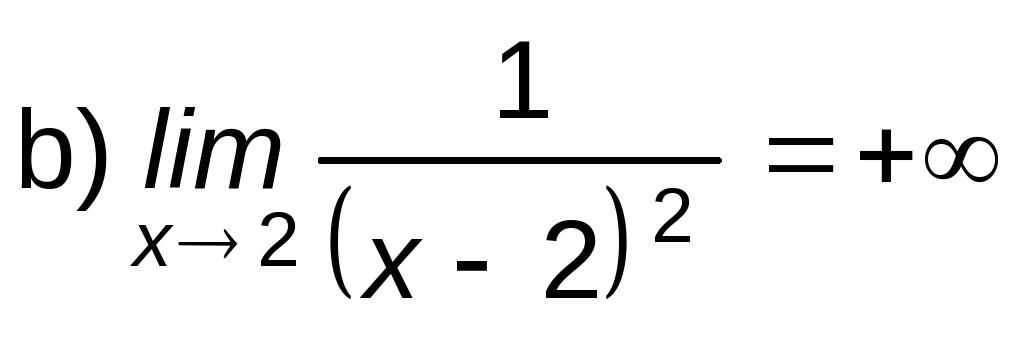 b) lim x→2 1/(x - 2)² = +∞